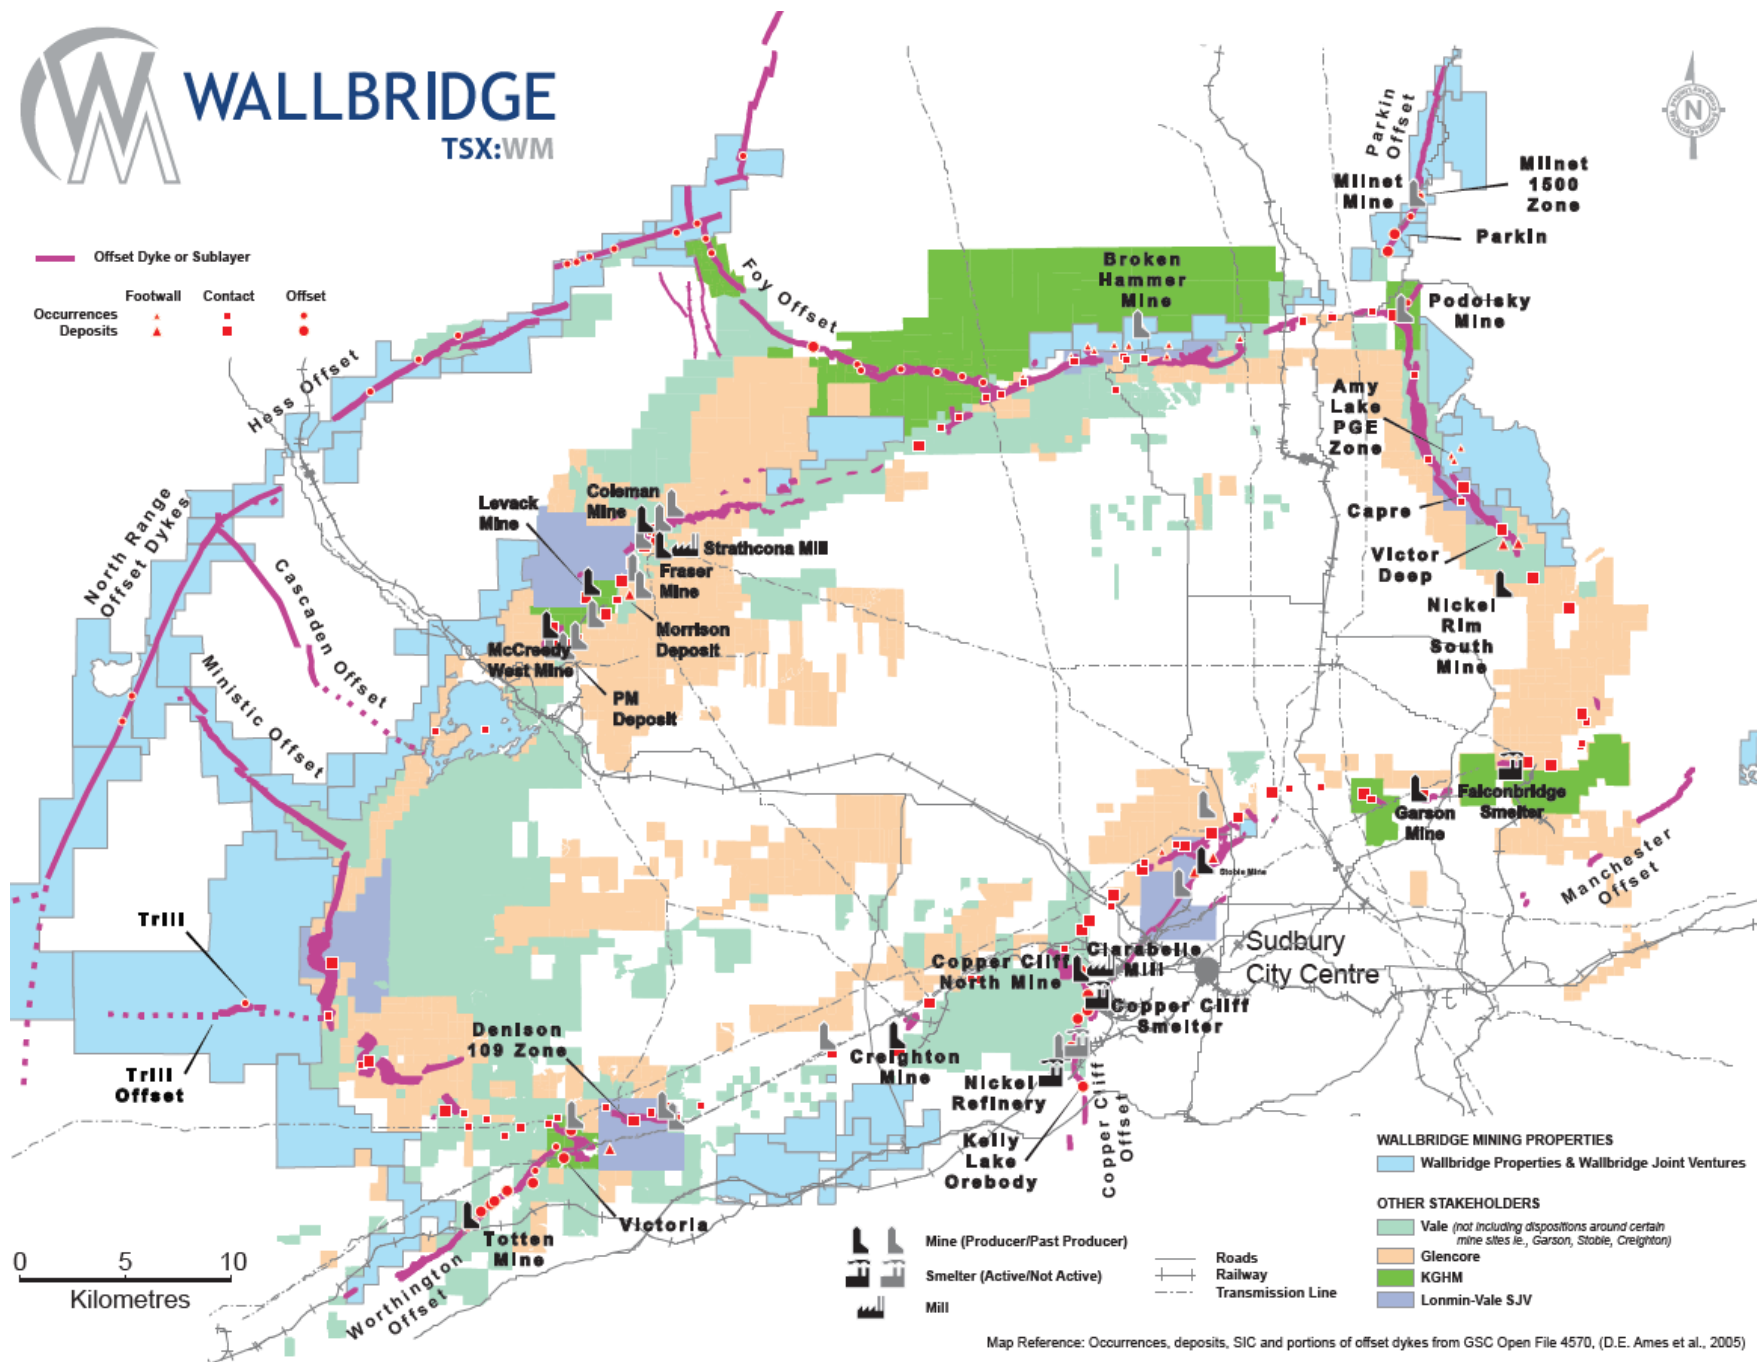 WALLBRIDGE
TSX:WM
Offset Dyke or Sublayer
Footwall Contact Offset
Occurrences
Deposits
Hess Offset
North Range
Offset Dykes
Cascaden Offset
Ministic Offset
Foy Offset
Parkin
Offset
N
Milnet
Mine
Milnet
1500
Zone
Parkin
Podolsky
Mine
Broken
Hammer
Mine
Amy
Lake
PGE
Zone
Capre
Victor
Deep
Nickel
Rim
South
Mine
Levack
Mine
Coleman
Mine
Strathcona Mill
Fraser
Mine
Morrison
Deposit
McCreedy
West Mine
PM
Deposit
Falconbridge
Smelter
Garson
Mine
Manchester
Offset
Stobie Mine
Sudbury
City Centre
Clarabelle
Mill
Copper Cliff
North Mine
Copper Cliff
Smelter
Creighton
Mine
Nickel
Refinery
Kelly
Lake
Orebody
Copper Cliff
Offset
Trill
Trill
Offset
Denison
109 Zone
Victoria
Totten
Mine
Worthington
Offset
0 5 10
Kilometres
Mine (Producer/Past Producer)
Smelter (Active/Not Active)
Mill
Roads
Railway
Transmission Line
WALLBRIDGE MINING PROPERTIES
Wallbridge Properties & Wallbridge Joint Ventures
OTHER STAKEHOLDERS
Vale (not including dispositions around certain
mine sites ie., Garson, Stobie, Creighton)
Glencore
KGHM
Lonmin-Vale SJV
Map Reference: Occurrences, deposits, SIC and portions of offset dykes from GSC Open File 4570, (D.E. Ames et al., 2005)